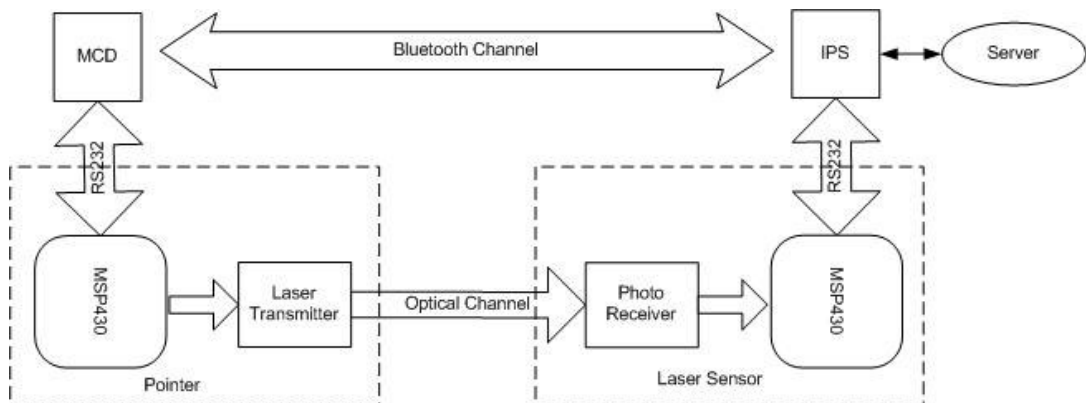 MCD
Bluetooth Channel
IPS
Server
RS232
RS232
MSP430
Laser
Transmitter
Optical Channel
Photo
Receiver
MSP430
Pointer
Laser Sensor